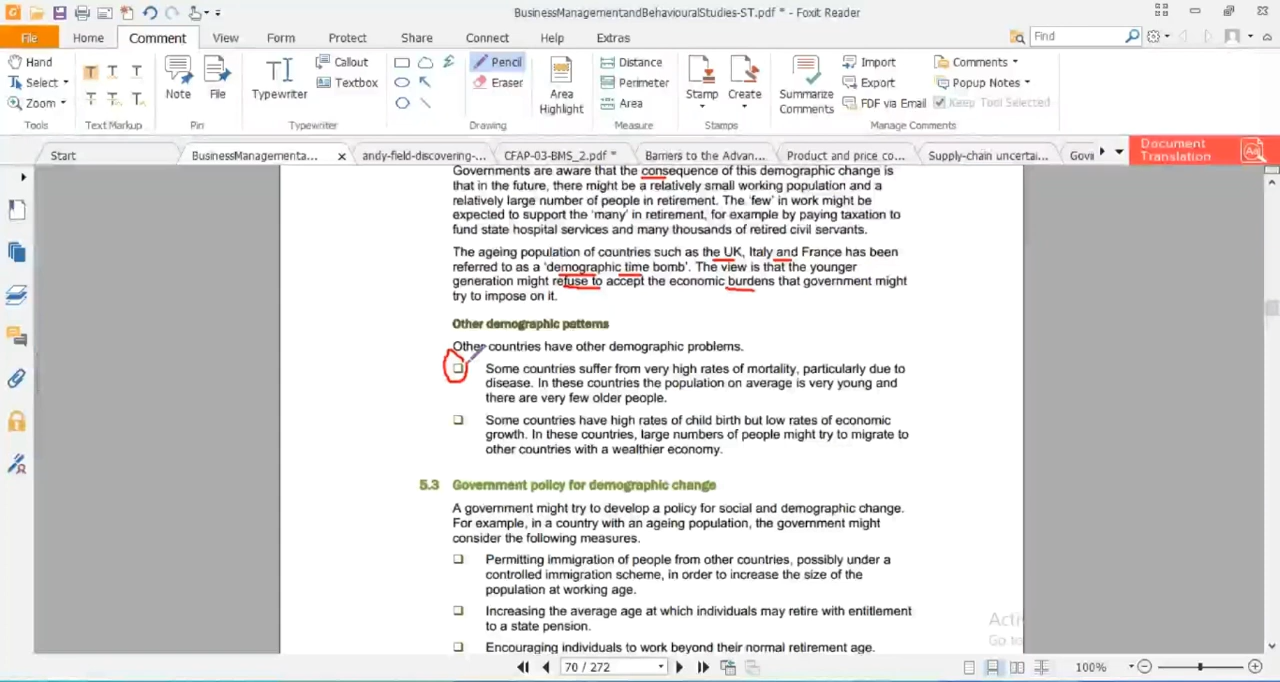 BusinessManagementandBehaviouralStudies-ST.pdf * - Foxit Reader
File Home Comment View Form Protect Share Connect Help Extras Find
Hand Select Zoom Tools
T T T T T T Text Markup
Note File Pin
Typewriter Callout Textbox Typewriter
Pencil Eraser Area Highlight Drawing
Distance Perimeter Area Measure
Stamp Create Stamps
Summarize Comments Import Export FDF via Email Comments Popup Notes Keep Tool Selected Manage Comments
Start BusinessManagementa... andy-field-discovering-... CFAP-03-BMS_2.pdf * Barriers to the Advan... Product and price co... Supply-chain uncertai... Gove
Document Translation
Governments are aware that the consequence of this demographic change is
that in the future, there might be a relatively small working population and a
relatively large number of people in retirement. The 'few' in work might be
expected to support the 'many' in retirement, for example by paying taxation to
fund state hospital services and many thousands of retired civil servants.
The ageing population of countries such as the UK, Italy and France has been
referred to as a 'demographic time bomb'. The view is that the younger
generation might refuse to accept the economic burdens that government might
try to impose on it.
Other demographic patterns
Other countries have other demographic problems.
Some countries suffer from very high rates of mortality, particularly due to
disease. In these countries the population on average is very young and
there are very few older people.
Some countries have high rates of child birth but low rates of economic
growth. In these countries, large numbers of people might try to migrate to
other countries with a wealthier economy.
5.3 Government policy for demographic change
A government might try to develop a policy for social and demographic change.
For example, in a country with an ageing population, the government might
consider the following measures.
Permitting immigration of people from other countries, possibly under a
controlled immigration scheme, in order to increase the size of the
population at working age.
Increasing the average age at which individuals may retire with entitlement
to a state pension.
Encouraging individuals to work beyond their normal retirement age.
Go to
70 / 272 100%